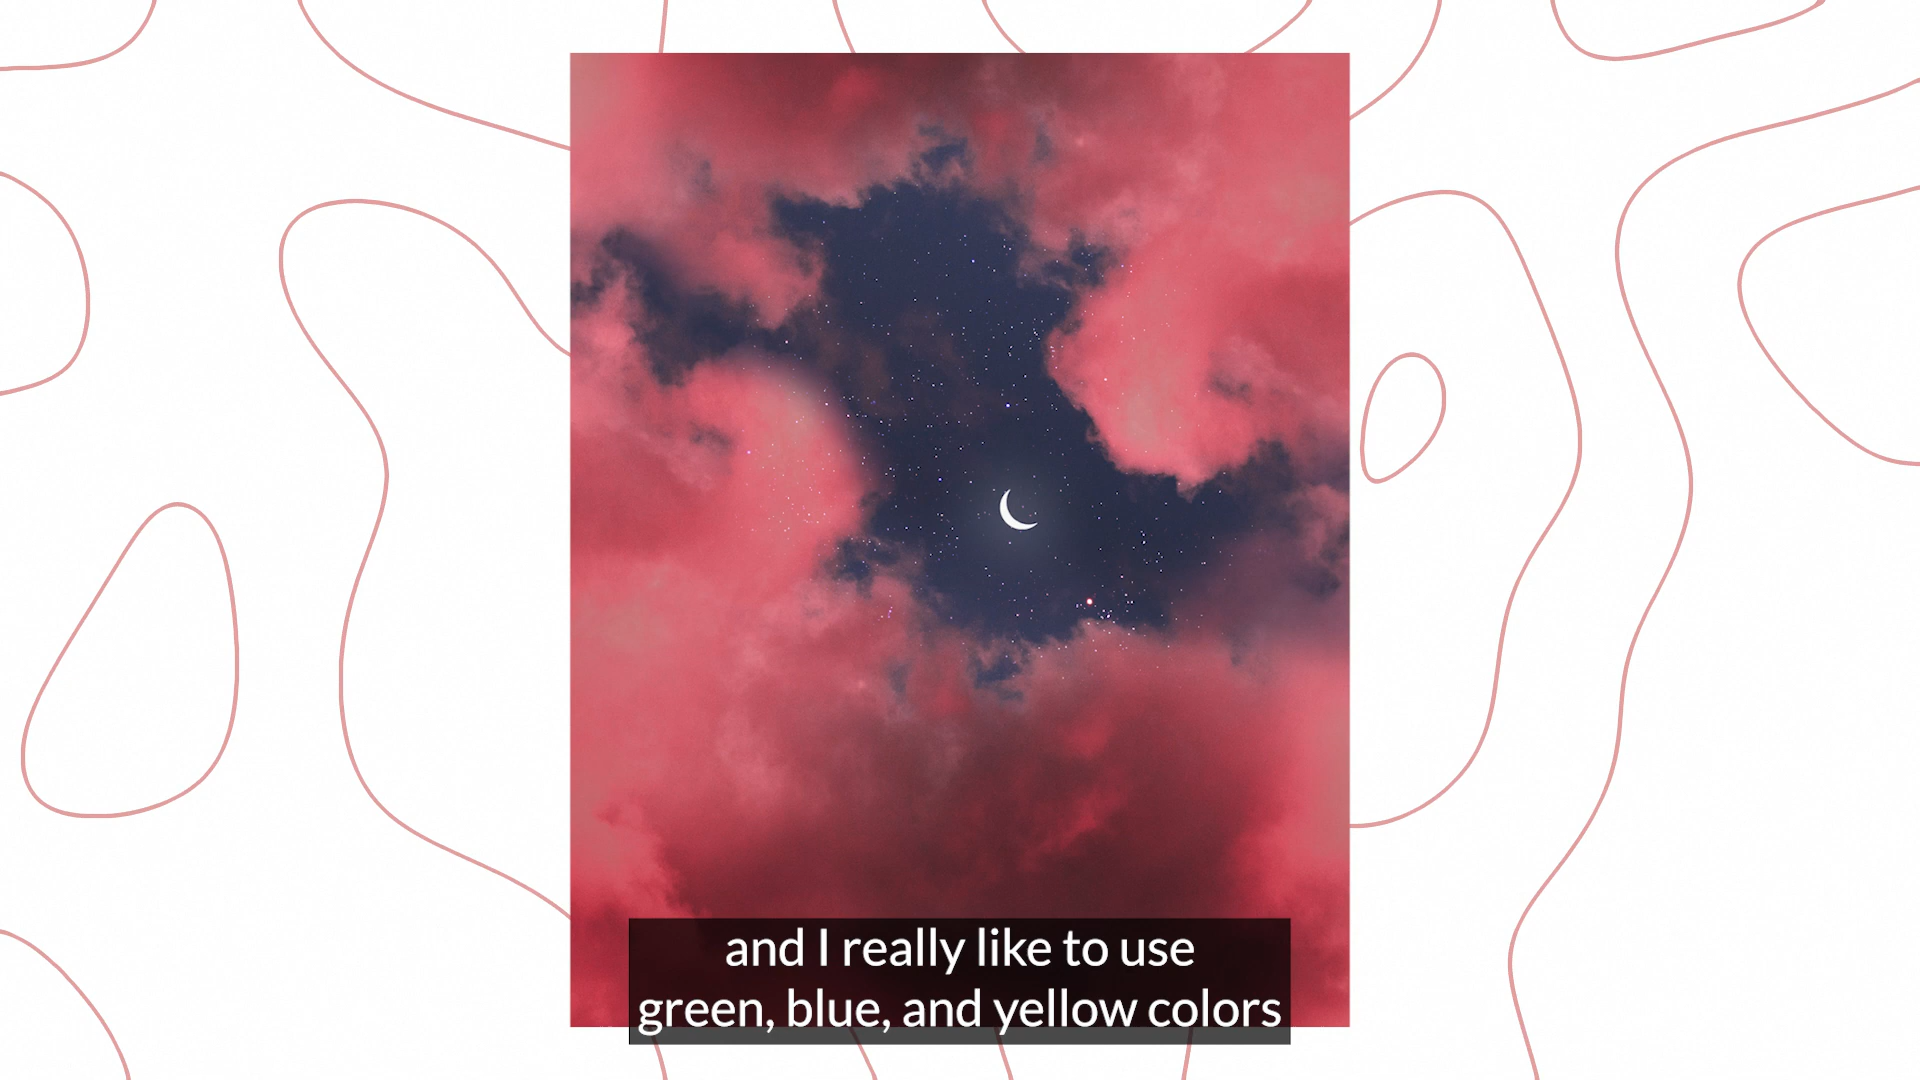 and I really like to use
green, blue, and yellow colors